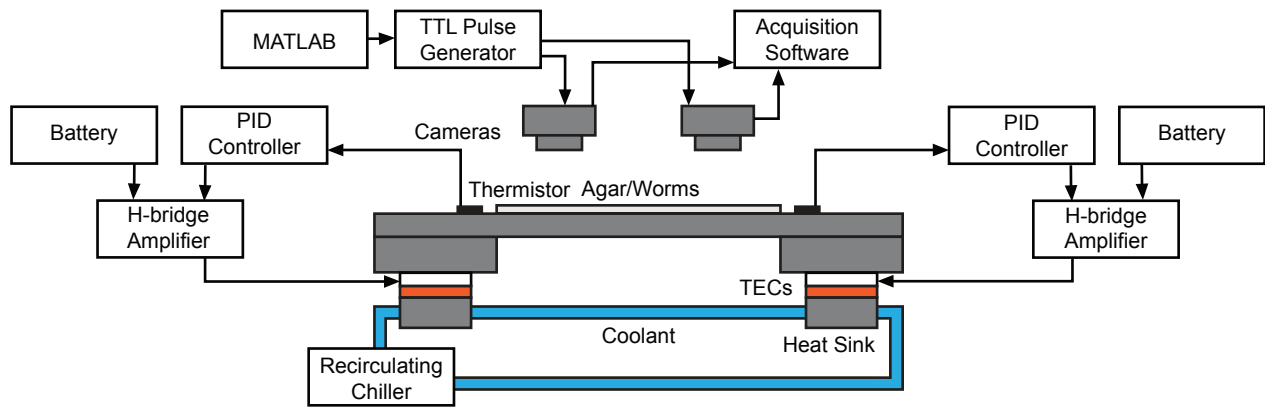 MATLAB
TTL Pulse
Generator
Acquisition
Software
Battery
PID
Controller
Cameras
PID
Controller
Battery
H-bridge
Amplifier
Thermistor
Agar/Worms
H-bridge
Amplifier
TECs
Coolant
Heat Sink
Recirculating
Chiller